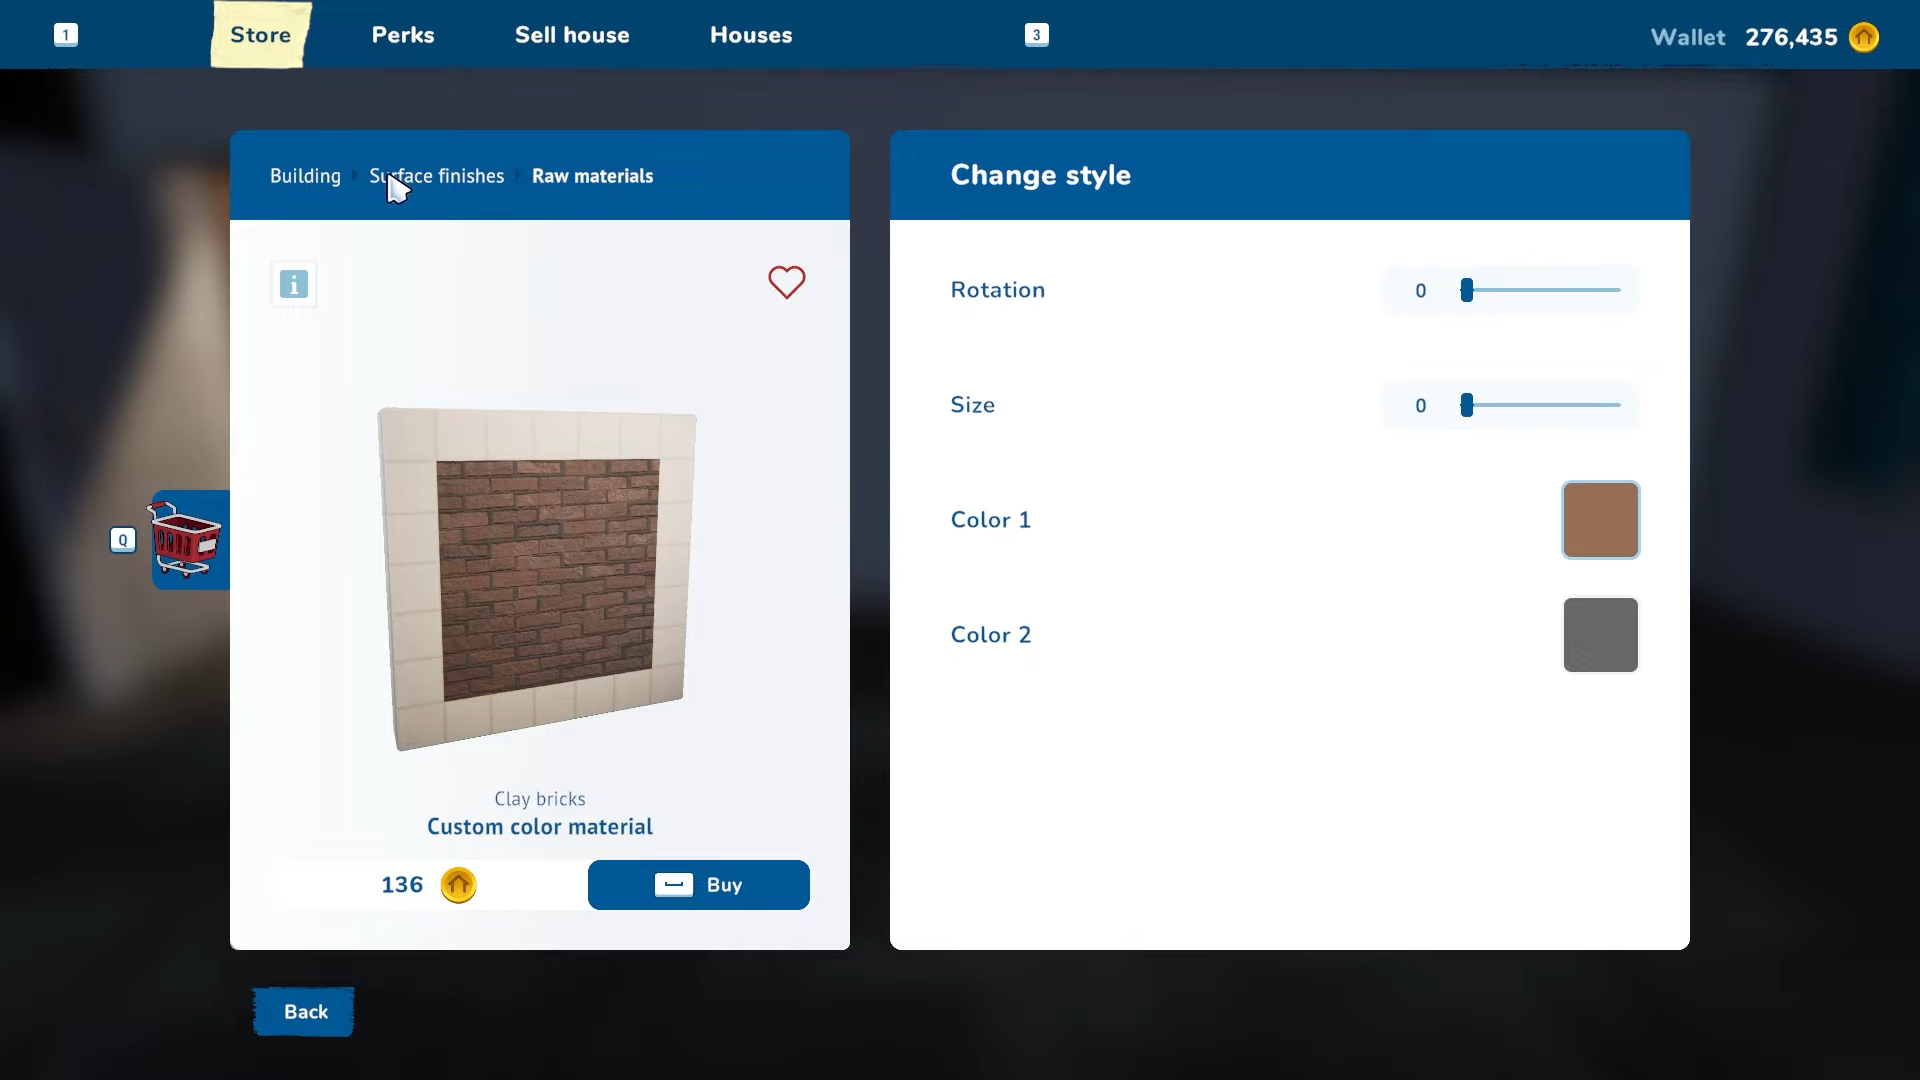 1 Store Perks Sell house Houses 3 Wallet 276,435
Building Surface finishes Raw materials
Change style
i
Rotation 0
Size 0
Color 1
Q
Color 2
Clay bricks
Custom color material
136 Buy
Back